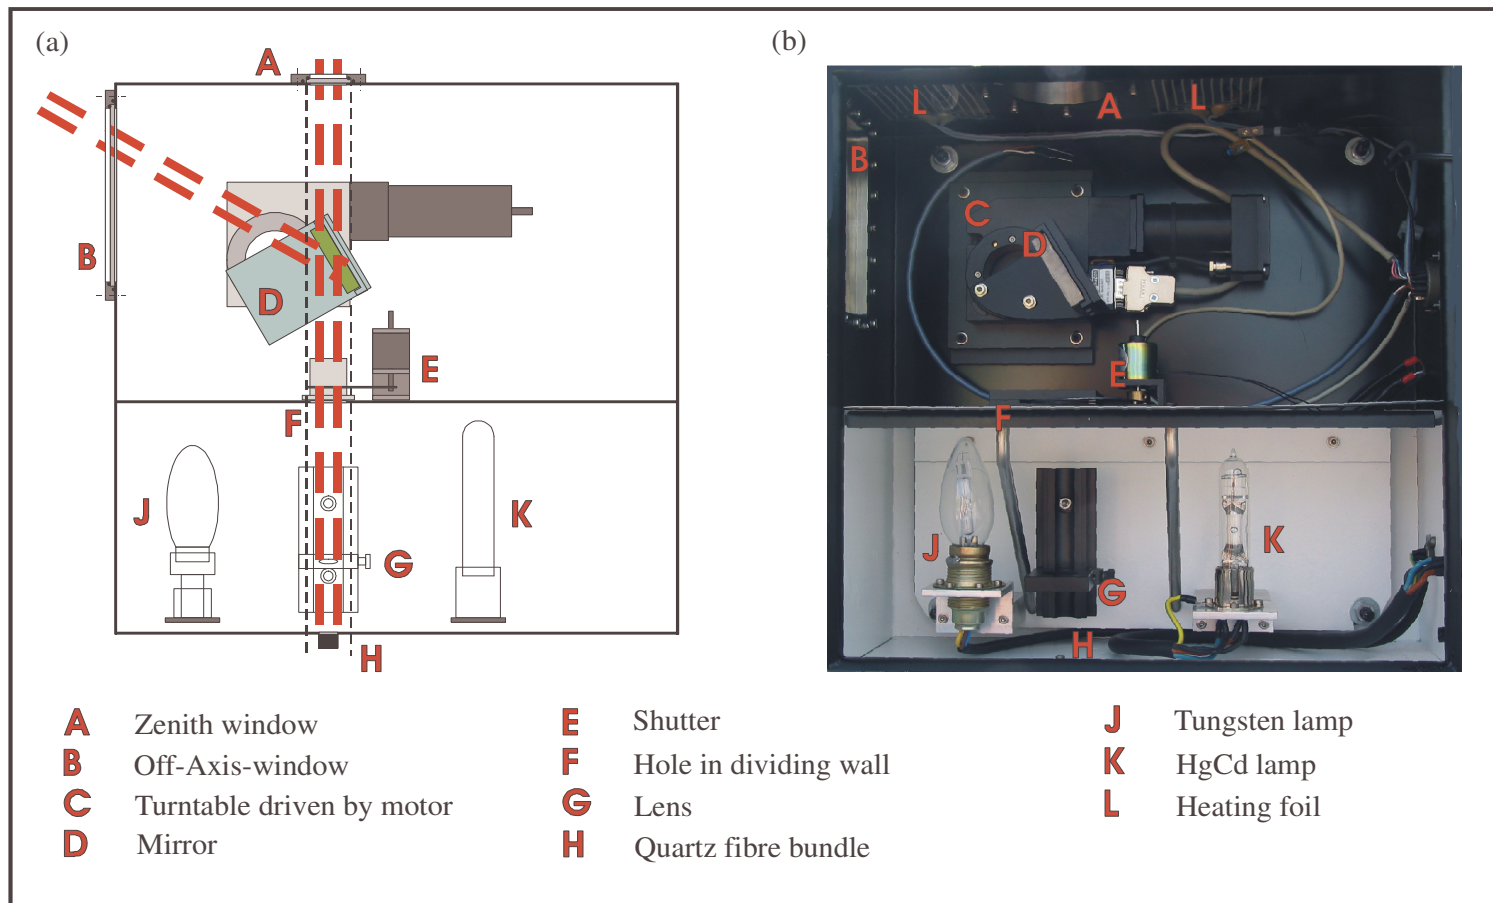 (a)
(b)
A
B
D
E
F
J
K
G
H
L
A
L
B
C
D
E
F
J
K
G
H
A Zenith window
B Off-Axis-window
C Turntable driven by motor
D Mirror
E Shutter
F Hole in dividing wall
G Lens
H Quartz fibre bundle
J Tungsten lamp
K HgCd lamp
L Heating foil